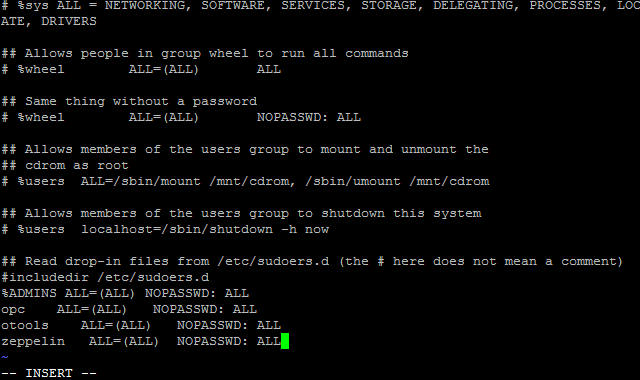 # %sys ALL = NETWORKING, SOFTWARE, SERVICES, STORAGE, DELEGATING, PROCESSES, LOC
ATE, DRIVERS
## Allows people in group wheel to run all commands
# %wheel        ALL=(ALL)       ALL
## Same thing without a password
# %wheel        ALL=(ALL)       NOPASSWD: ALL
## Allows members of the users group to mount and unmount the
## cdrom as root
# %users  ALL=/sbin/mount /mnt/cdrom, /sbin/umount /mnt/cdrom
## Allows members of the users group to shutdown this system
# %users  localhost=/sbin/shutdown -h now
## Read drop-in files from /etc/sudoers.d (the # here does not mean a comment)
#includedir /etc/sudoers.d
%ADMINS ALL=(ALL) NOPASSWD: ALL
opc    ALL=(ALL)   NOPASSWD: ALL
otools    ALL=(ALL)   NOPASSWD: ALL
zeppelin   ALL=(ALL)  NOPASSWD: ALL
~
-- INSERT --